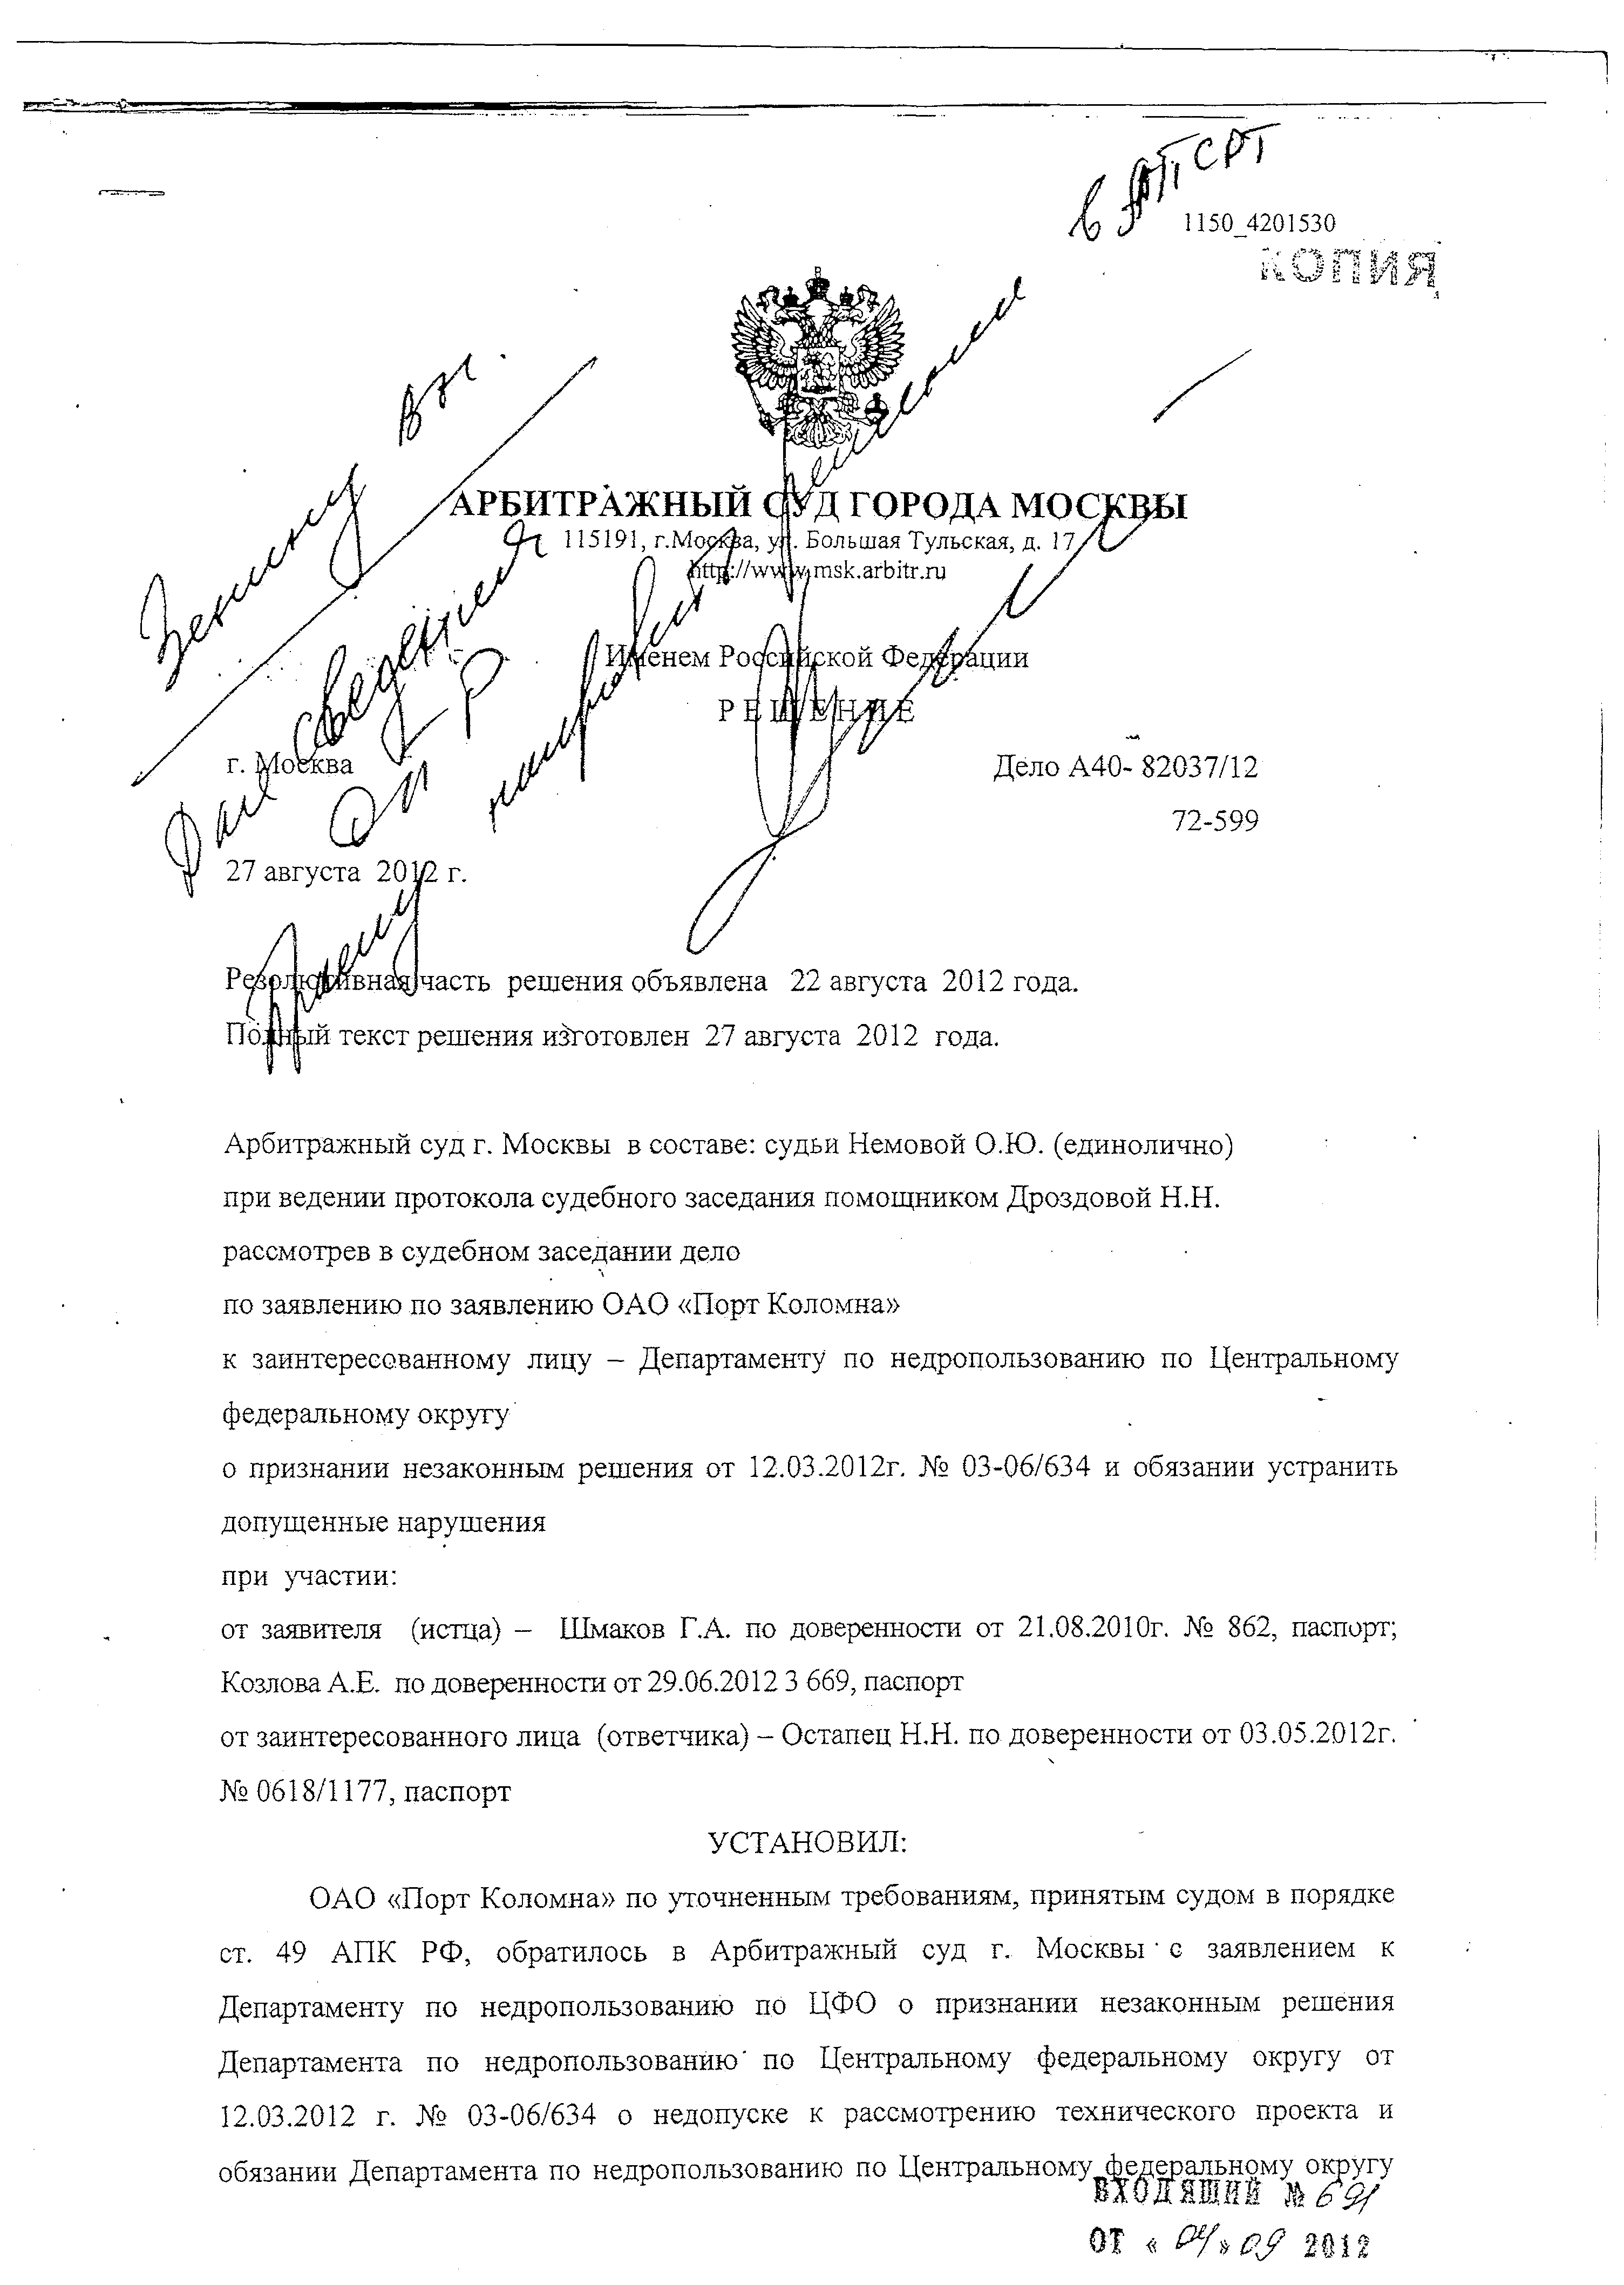 1150_4201530
КОПИЯ
АРБИТРАЖНЫЙ СУД ГОРОДА МОСКВЫ
115191, г.Москва, ул. Большая Тульская, д. 17
http://www.msk.arbitr.ru
Именем Российской Федерации
РЕШЕНИЕ
г. Москва Дело А40- 82037/12
72-599
27 августа 2012 г.
Резолютивная часть решения объявлена 22 августа 2012 года.
Полный текст решения изготовлен 27 августа 2012 года.
Арбитражный суд г. Москвы в составе: судьи Немовой О.Ю. (единолично)
при ведении протокола судебного заседания помощником Дроздовой Н.Н.
рассмотрев в судебном заседании дело
по заявлению по заявлению ОАО «Порт Коломна»
к заинтересованному лицу – Департаменту по недропользованию по Центральному
федеральному округу
о признании незаконным решения от 12.03.2012г. № 03-06/634 и обязании устранить
допущенные нарушения
при участии:
от заявителя (истца) – Шмаков Г.А. по доверенности от 21.08.2010г. № 862, паспорт;
Козлова А.Е. по доверенности от 29.06.2012 3 669, паспорт
от заинтересованного лица (ответчика) – Остапец Н.Н. по доверенности от 03.05.2012г.
№ 0618/1177, паспорт
УСТАНОВИЛ:
ОАО «Порт Коломна» по уточненным требованиям, принятым судом в порядке
ст. 49 АПК РФ, обратилось в Арбитражный суд г. Москвы с заявлением к
Департаменту по недропользованию по ЦФО о признании незаконным решения
Департамента по недропользованию по Центральному федеральному округу от
12.03.2012 г. № 03-06/634 о недопуске к рассмотрению технического проекта и
обязании Департамента по недропользованию по Центральному федеральному округу
ВХОДЯЩИЙ № 691
ОТ « 04 » 09 2012